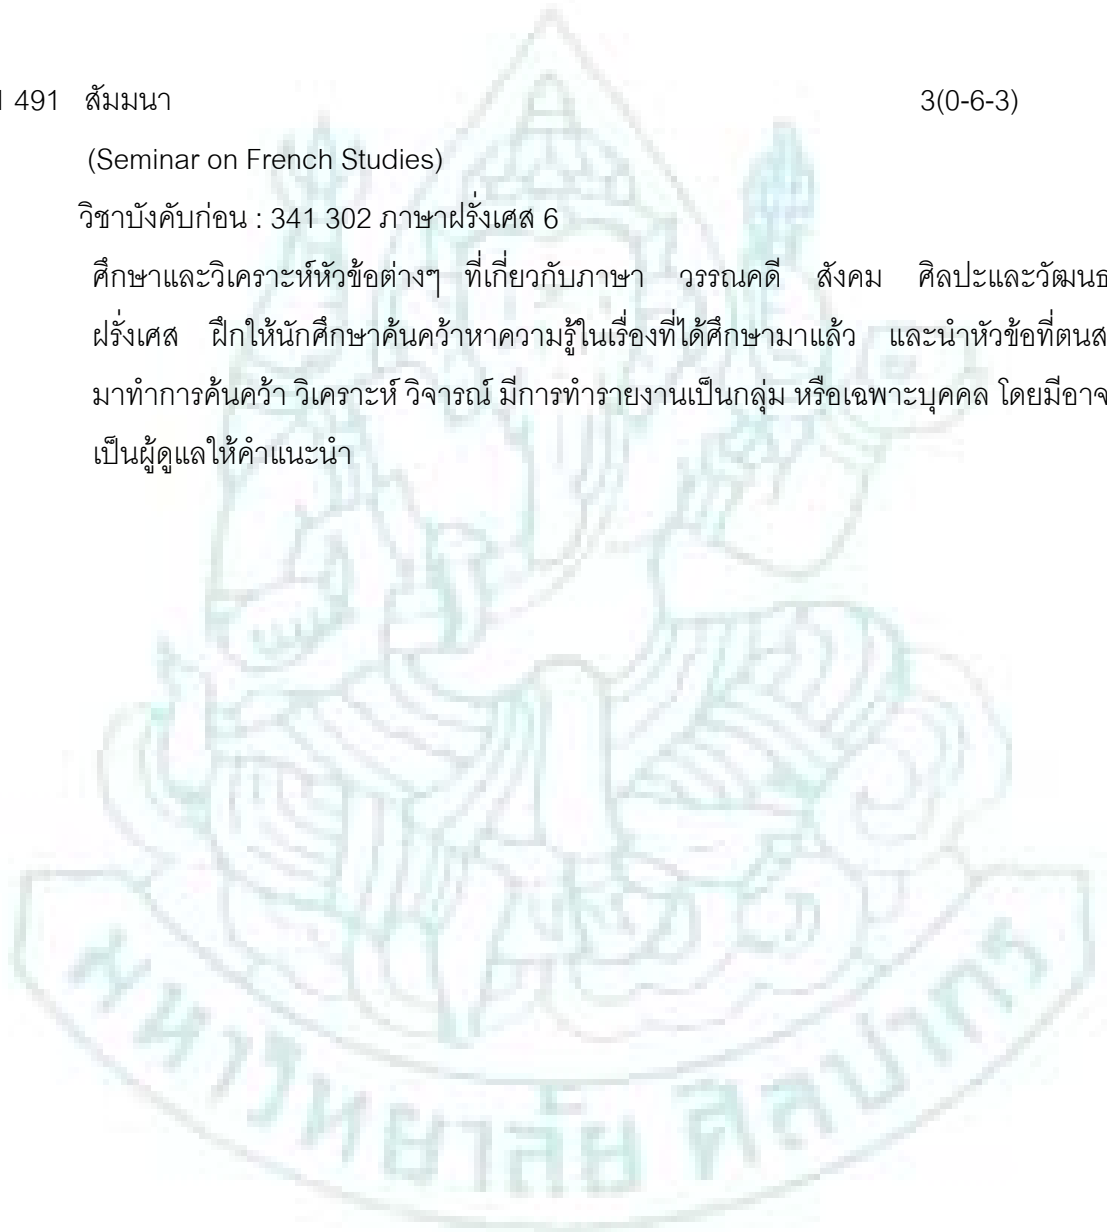 491 สัมมนา 3(0-6-3)
(Seminar on French Studies)
วิชาบังคับก่อน : 341 302 ภาษาฝรั่งเศส 6
ศึกษาและวิเคราะห์หัวข้อต่างๆ ที่เกี่ยวกับภาษา วรรณคดี สังคม ศิลปะและวัฒนธ
ฝรั่งเศส ฝึกให้นักศึกษาค้นคว้าหาความรู้ในเรื่องที่ได้ศึกษามาแล้ว และนำหัวข้อที่ตนส
มาทำการค้นคว้า วิเคราะห์ วิจารณ์ มีการทำรายงานเป็นกลุ่ม หรือเฉพาะบุคคล โดยมีอาจ
เป็นผู้ดูแลให้คำแนะนำ
มหาวิทยาลัย ศิลปากร